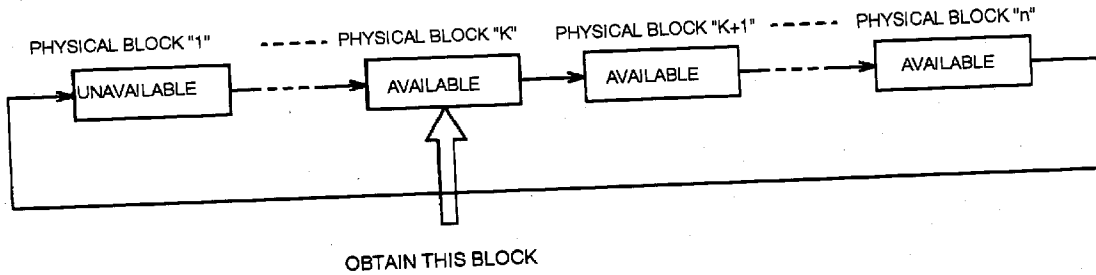 PHYSICAL BLOCK "1"
PHYSICAL BLOCK "K"
PHYSICAL BLOCK "K+1"
PHYSICAL BLOCK "n"
UNAVAILABLE
AVAILABLE
AVAILABLE
AVAILABLE
OBTAIN THIS BLOCK